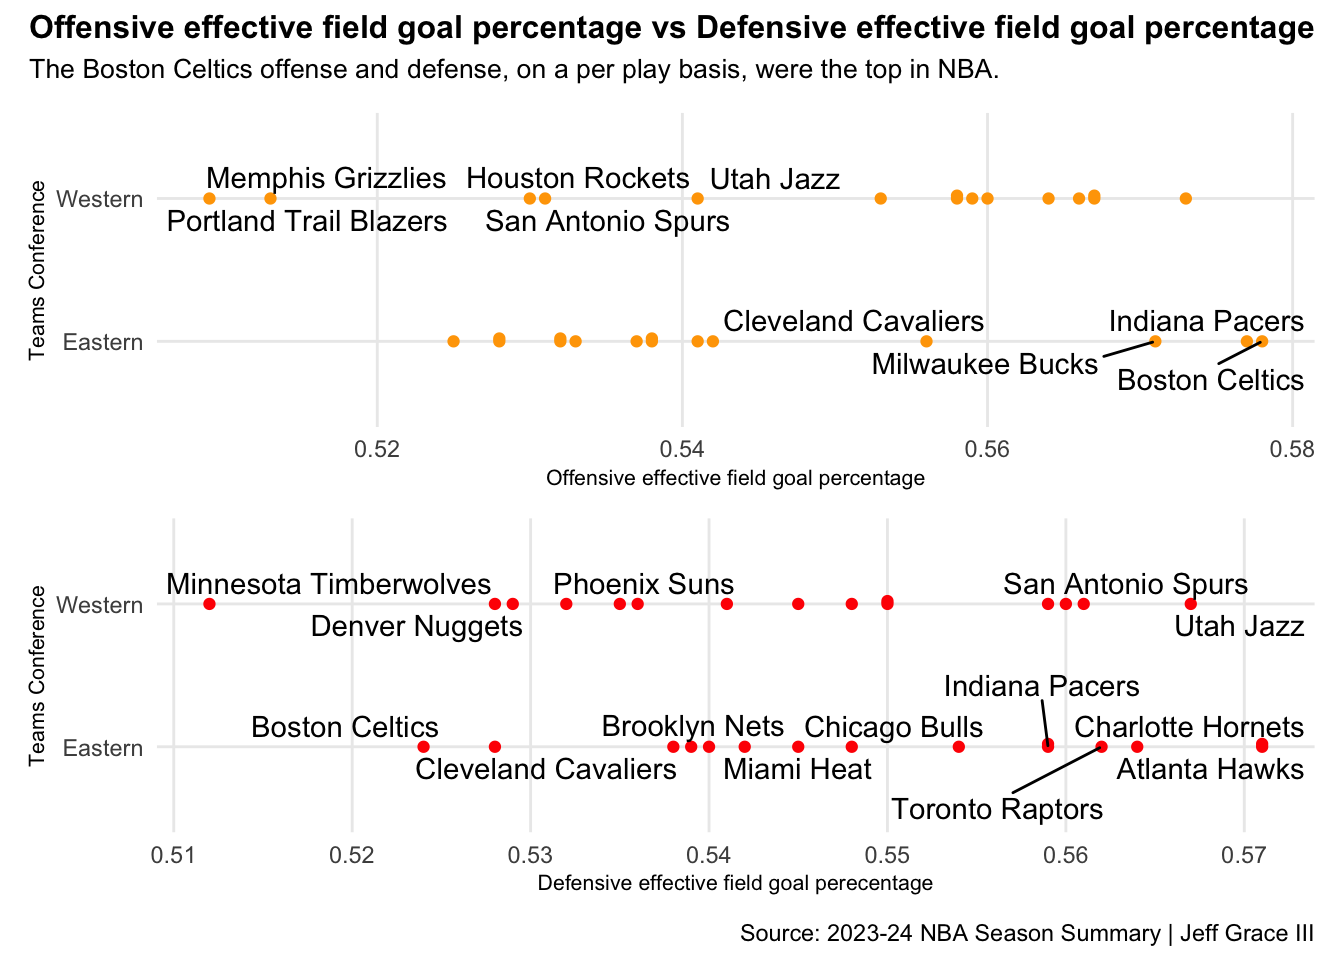 Offensive effective field goal percentage vs Defensive effective field goal percentage
The Boston Celtics offense and defense, on a per play basis, were the top in NBA.
Teams Conference
Western
Memphis Grizzlies
Houston Rockets
Utah Jazz
Portland Trail Blazers
San Antonio Spurs
Eastern
Cleveland Cavaliers
Indiana Pacers
Milwaukee Bucks
Boston Celtics
0.52 0.54 0.56 0.58
Offensive effective field goal percentage
Teams Conference
Western
Minnesota Timberwolves
Phoenix Suns
San Antonio Spurs
Denver Nuggets
Utah Jazz
Indiana Pacers
Eastern
Boston Celtics
Brooklyn Nets
Chicago Bulls
Charlotte Hornets
Cleveland Cavaliers
Miami Heat
Atlanta Hawks
Toronto Raptors
0.51 0.52 0.53 0.54 0.55 0.56 0.57
Defensive effective field goal perecentage
Source: 2023-24 NBA Season Summary | Jeff Grace III